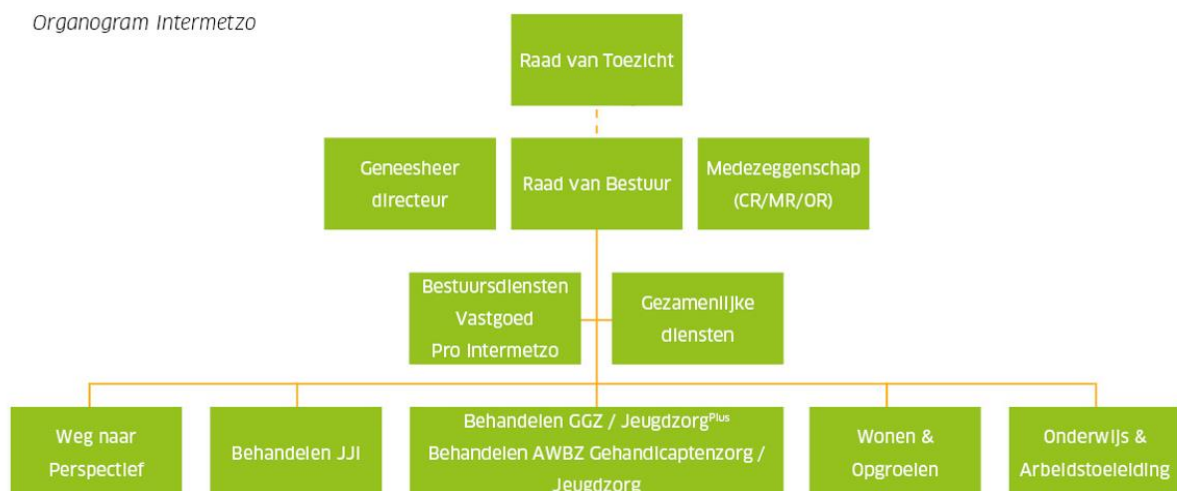 Organogram Intermetzo
Raad van Toezicht
Geneesheer
directeur
Raad van Bestuur
Medezeggenschap
(CR/MR/OR)
Bestuursdiensten
Vastgoed
Pro Intermetzo
Gezamenlijke
diensten
Weg naar
Perspectief
Behandelen JJI
Behandelen GGZ / Jeugdzorgᴾˡᵘˢ
Behandelen AWBZ Gehandicaptenzorg /
Jeugdzorg
Wonen &
Opgroeien
Onderwijs &
Arbeidstoeleiding